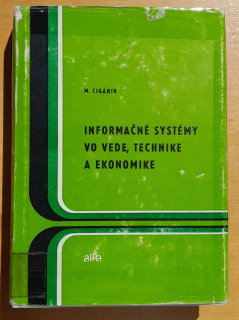 M. CIGÁNIK
INFORMAČNÉ SYSTÉMY
VO VEDE, TECHNIKE
A EKONOMIKE
alfa